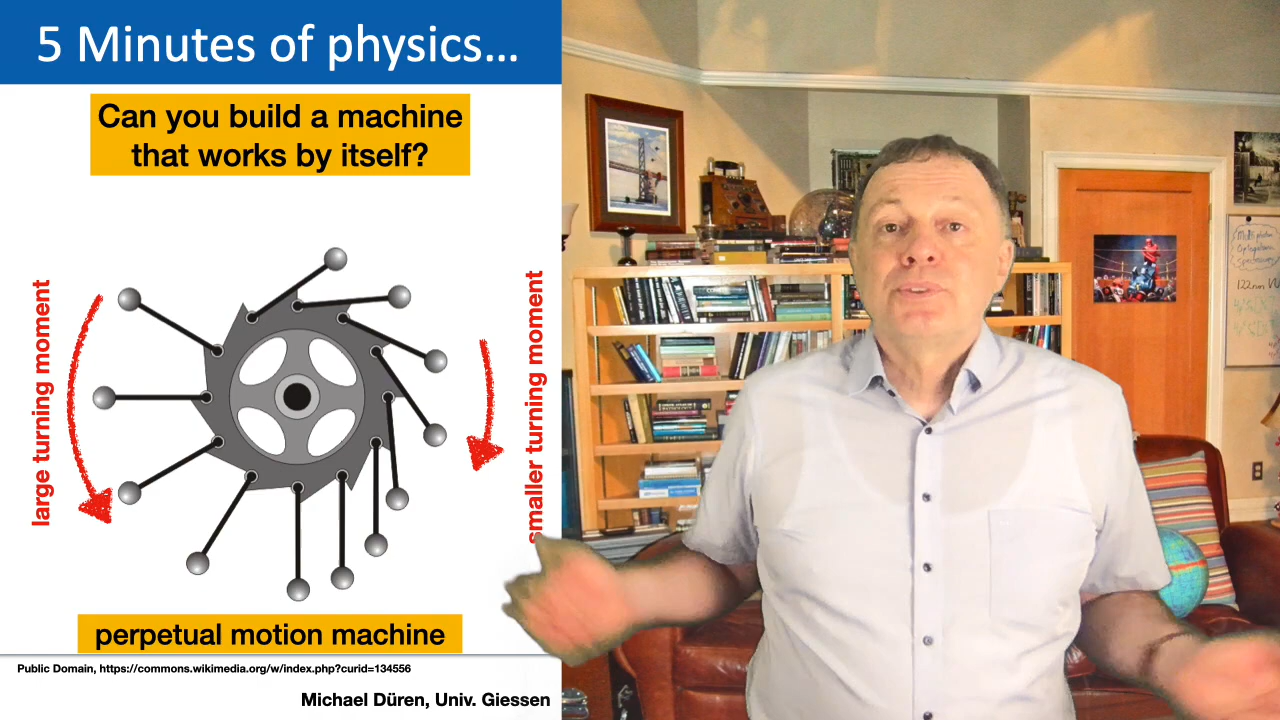 5 Minutes of physics...
Can you build a machine
that works by itself?
large turning moment
smaller turning moment
perpetual motion machine
Public Domain, https://commons.wikimedia.org/w/index.php?curid=134556
Michael Düren, Univ. Giessen
122nm